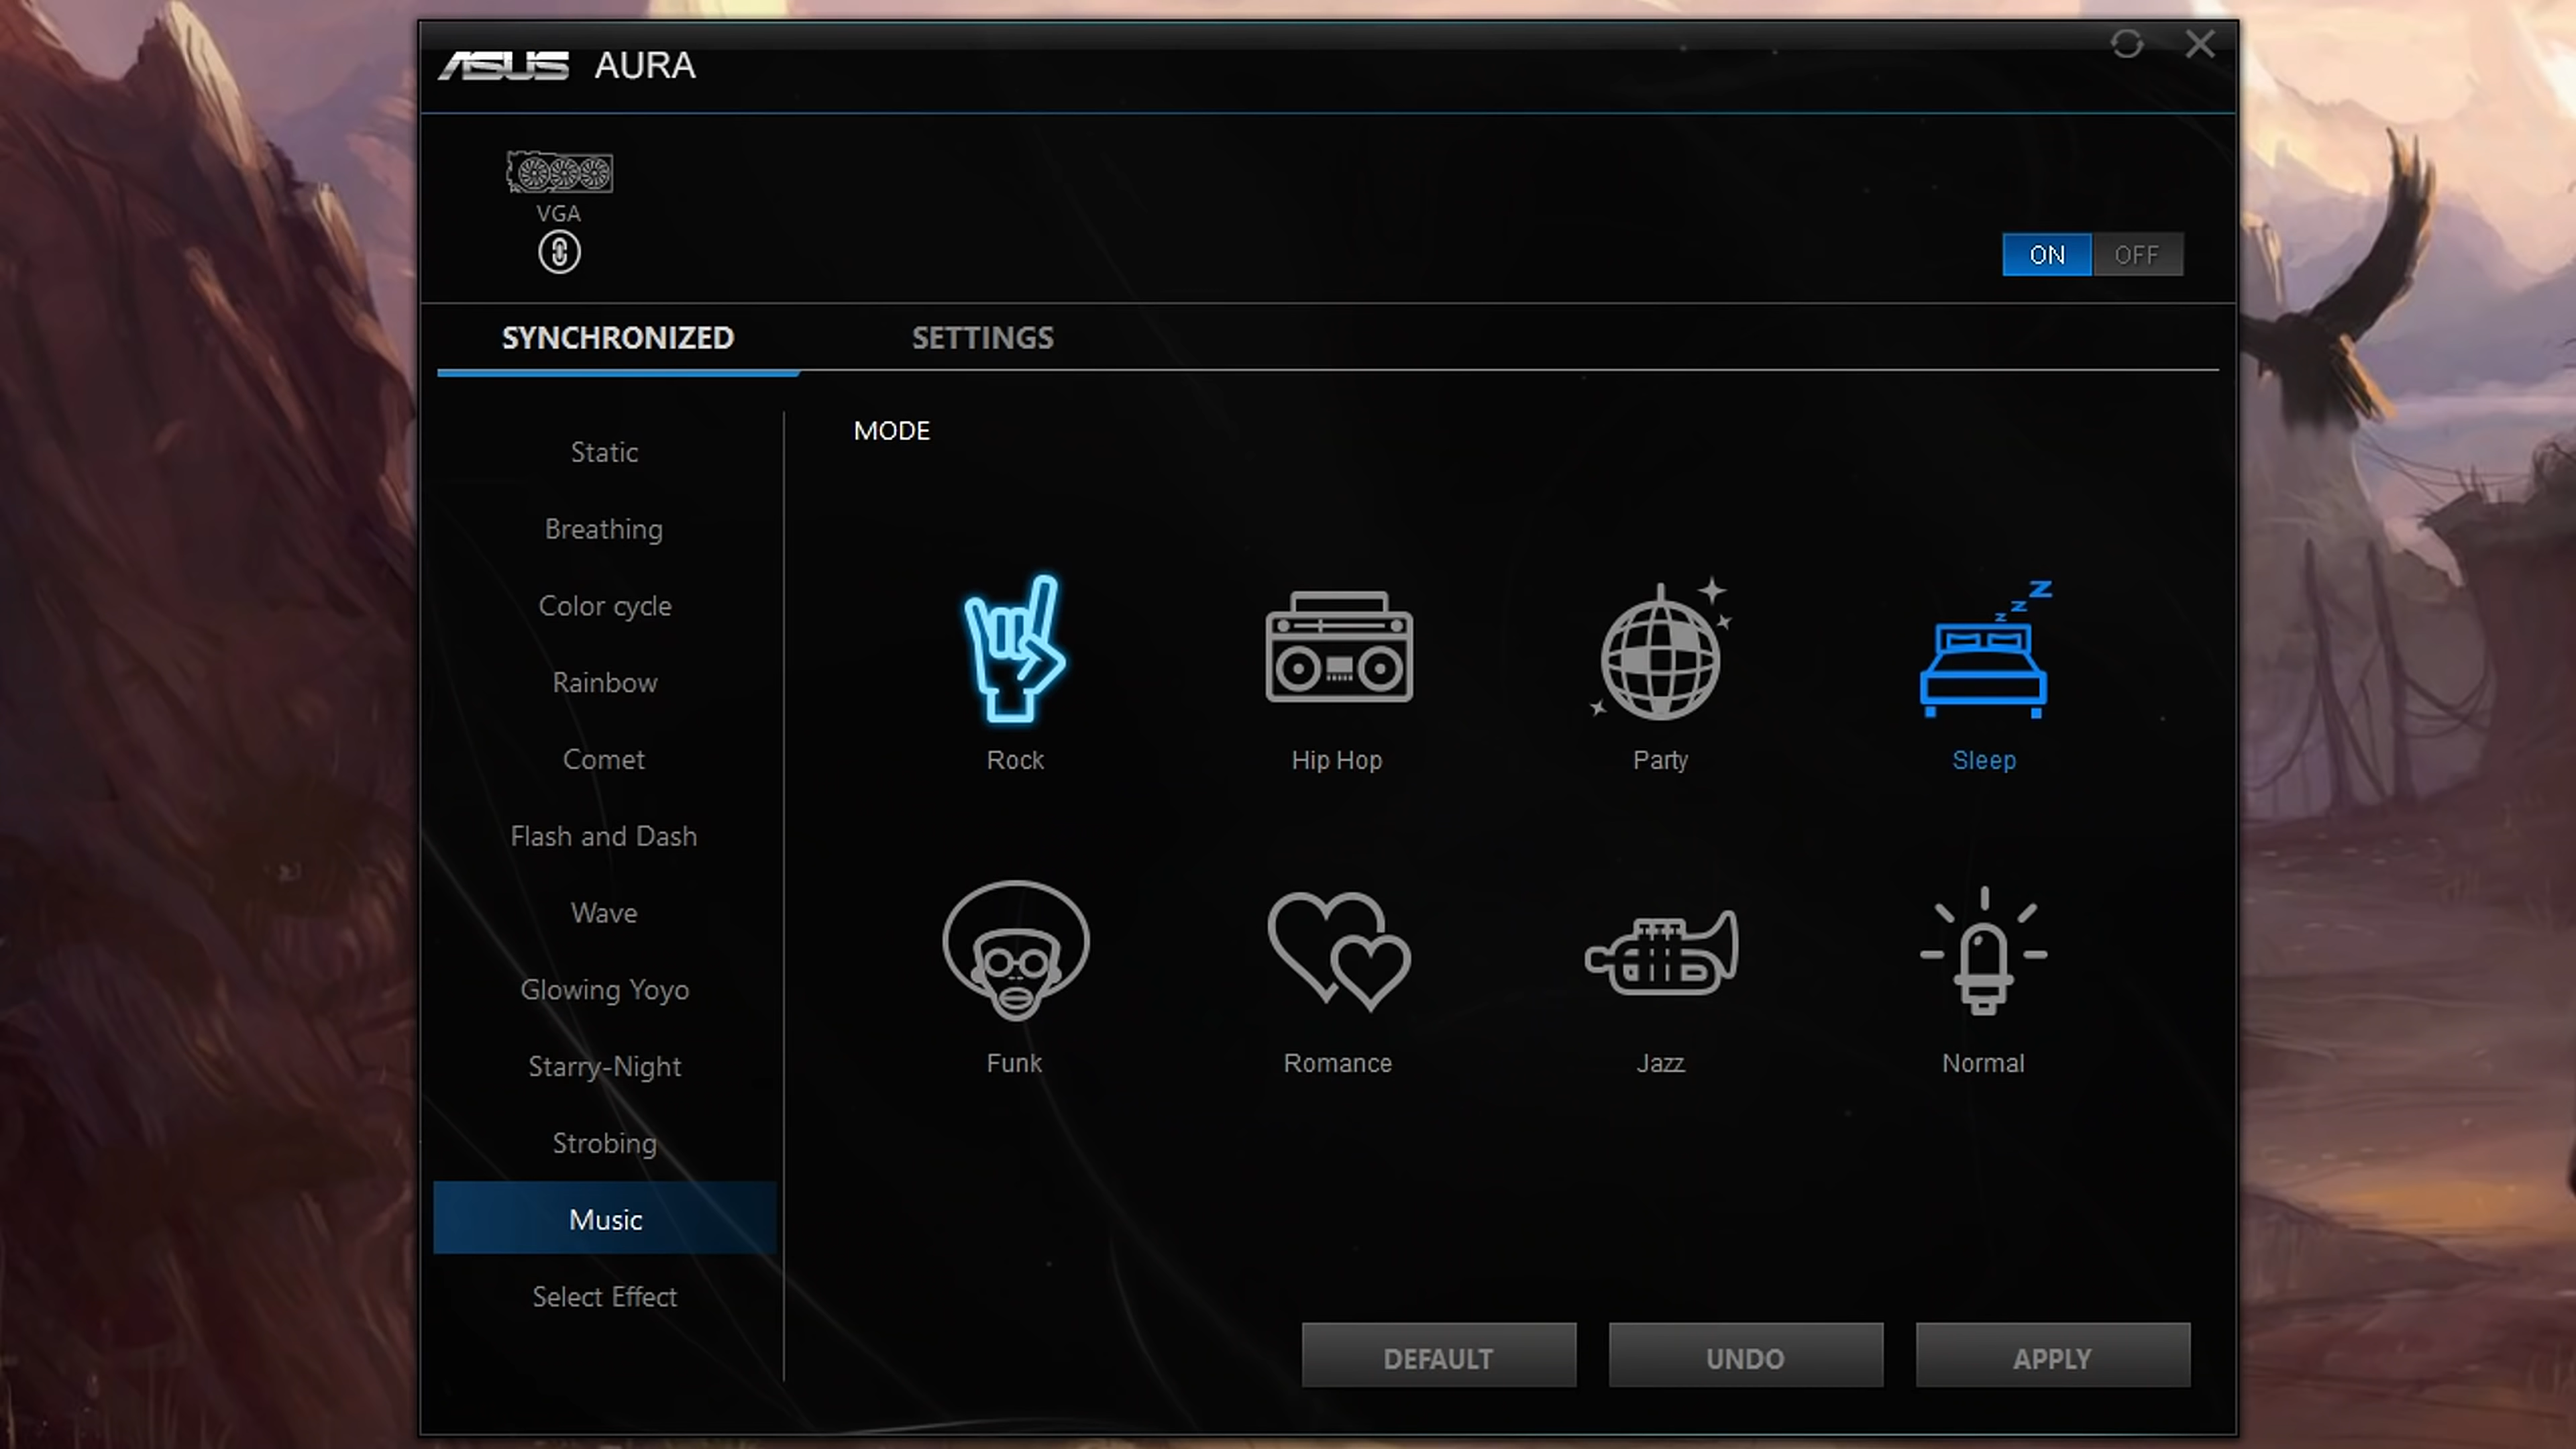 ASUS AURA
VGA
ON OFF
SYNCHRONIZED SETTINGS
MODE
Static
Breathing
Color cycle
Rainbow
Comet
Flash and Dash
Wave
Glowing Yoyo
Starry-Night
Strobing
Music
Select Effect
z z z
Rock Hip Hop Party Sleep
Funk Romance Jazz Normal
DEFAULT UNDO APPLY